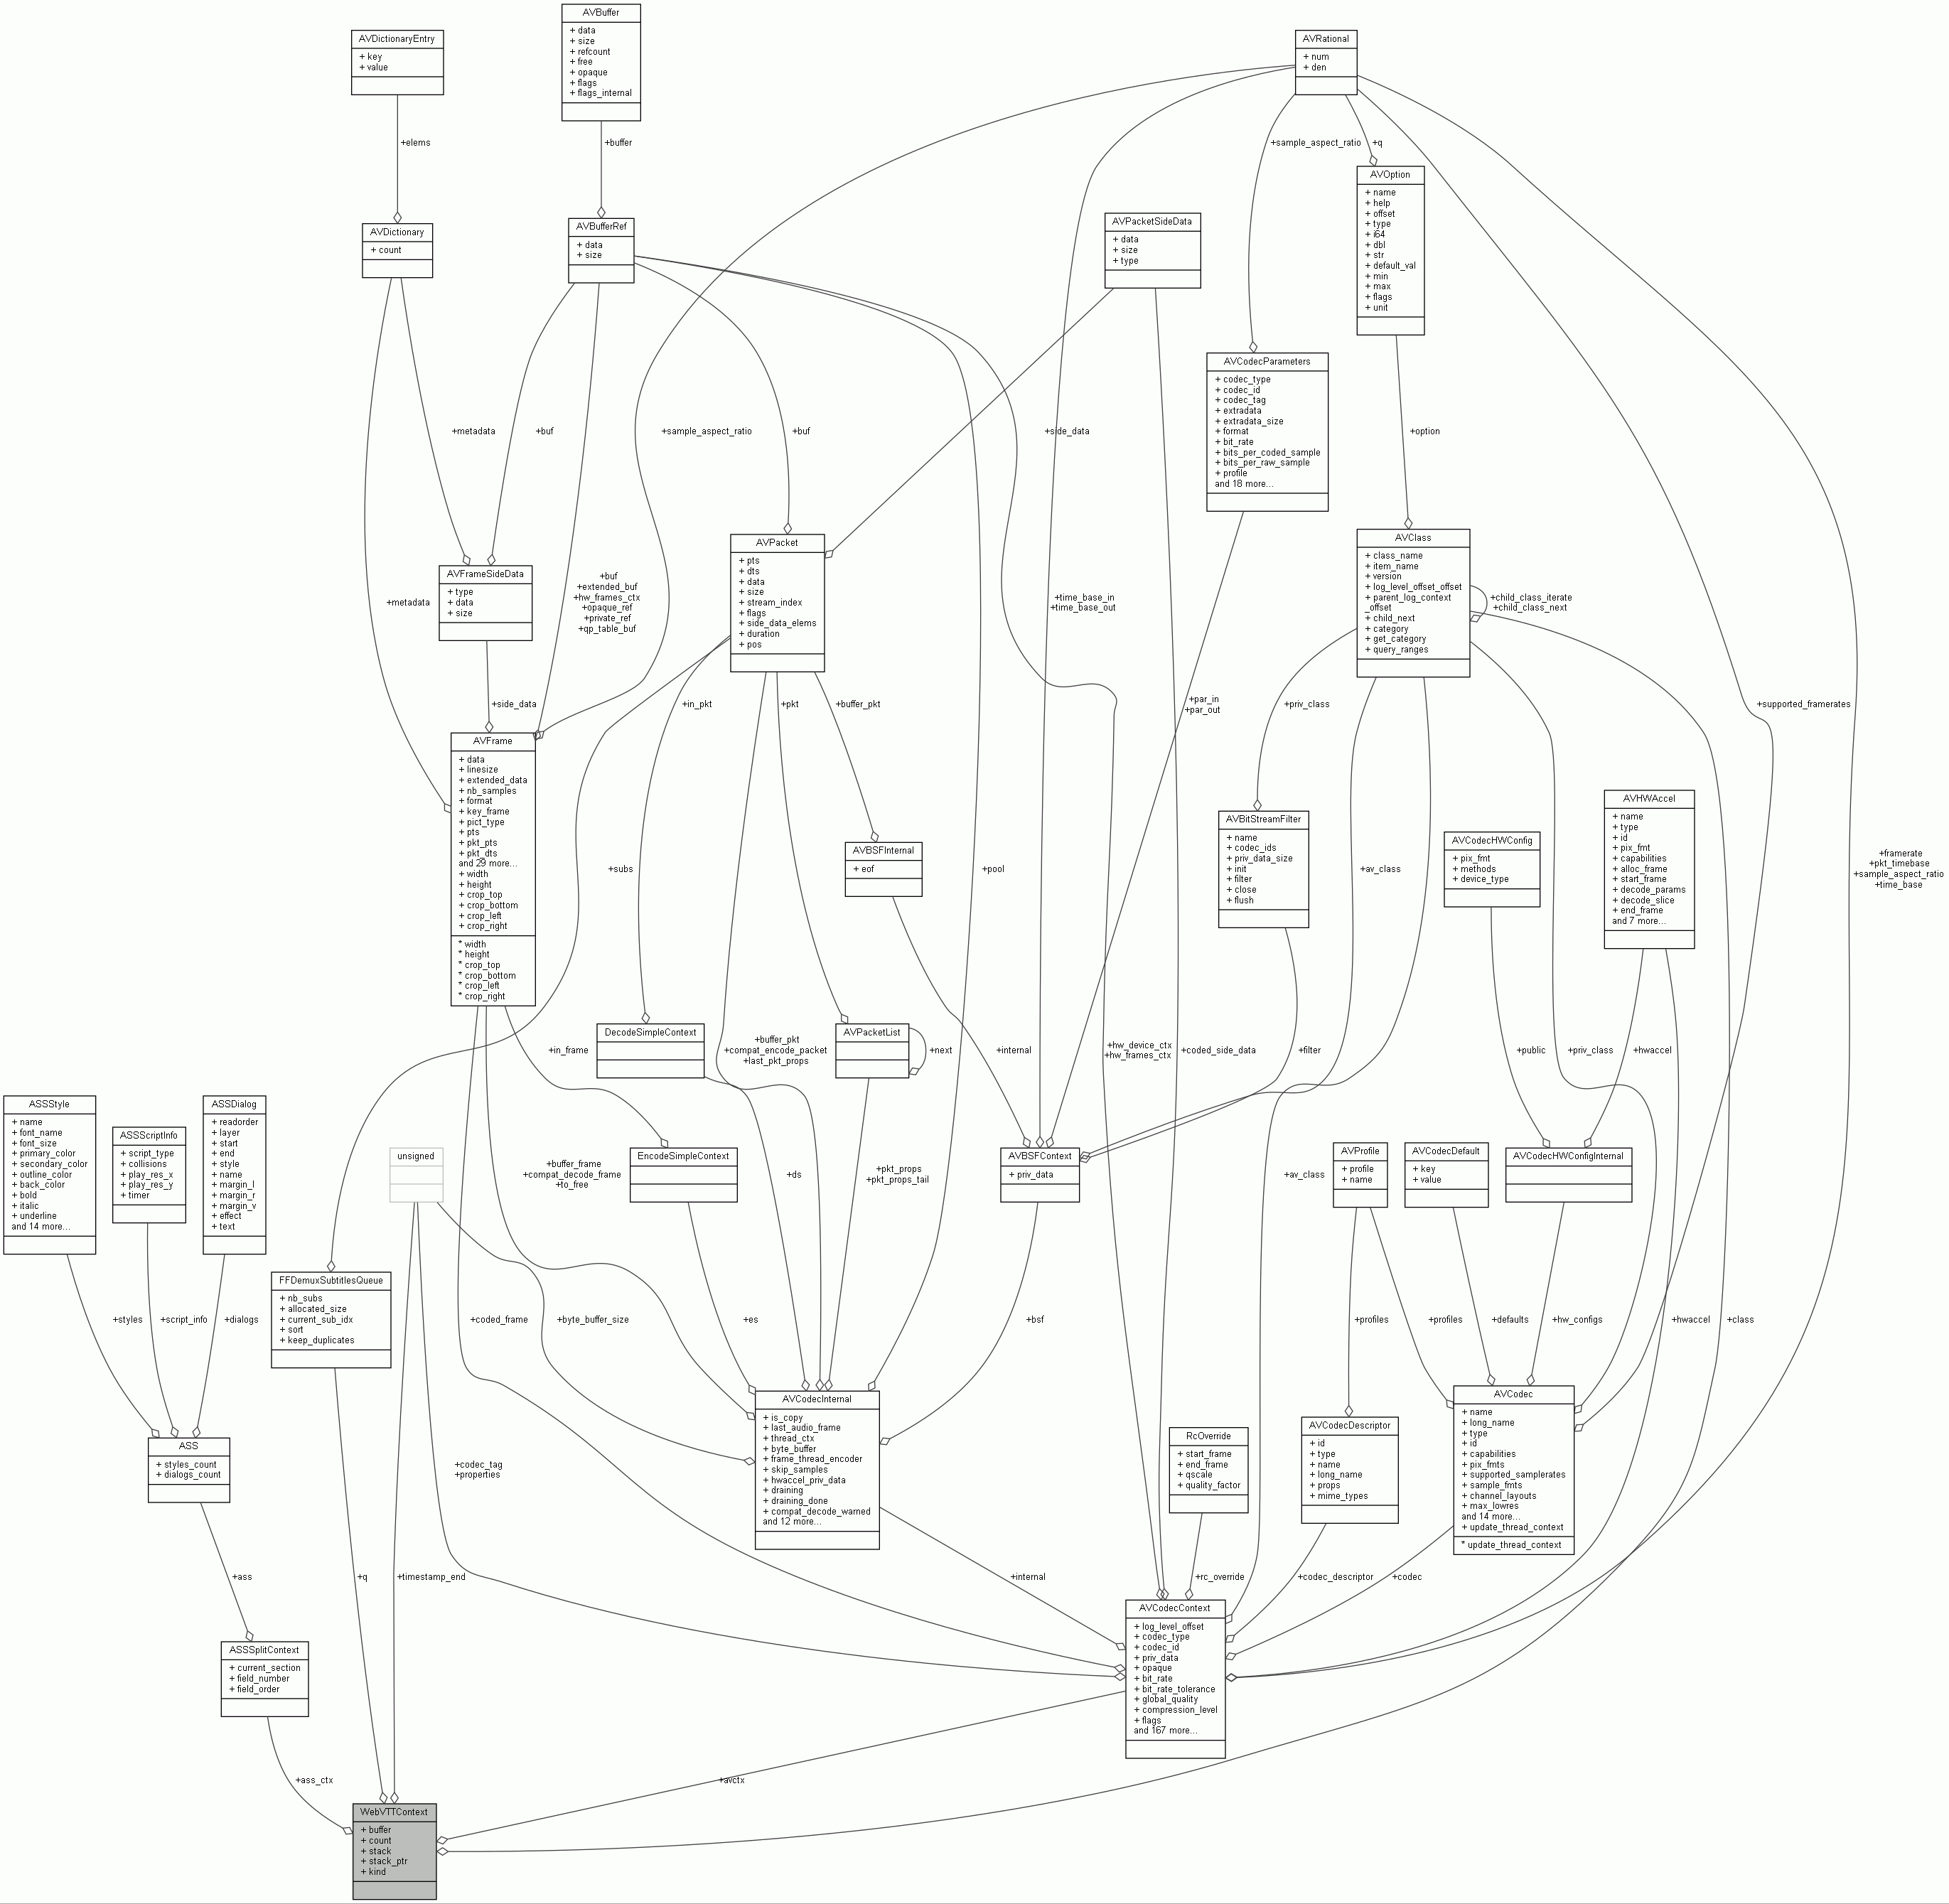 AVBuffer
+ data
+ size
+ refcount
+ free
+ opaque
+ flags
+ flags_internal
AVDictionaryEntry
+ key
+ value
AVRational
+ num
+ den
+elems
+buffer
+sample_aspect_ratio
+q
AVOption
+ name
+ help
+ offset
+ type
+ i64
+ dbl
+ str
+ default_val
+ min
+ max
+ flags
+ unit
AVDictionary
+ count
AVBufferRef
+ data
+ size
AVPacketSideData
+ data
+ size
+ type
AVCodecParameters
+ codec_type
+ codec_id
+ codec_tag
+ extradata
+ extradata_size
+ format
+ bit_rate
+ bits_per_coded_sample
+ bits_per_raw_sample
+ profile
and 18 more...
+metadata
+buf
+sample_aspect_ratio
+buf
+side_data
+option
AVClass
+ class_name
+ item_name
+ version
+ log_level_offset_offset
+ parent_log_context
_offset
+ child_next
+ category
+ get_category
+ query_ranges
+child_class_iterate
+child_class_next
AVPacket
+ pts
+ dts
+ data
+ size
+ stream_index
+ flags
+ side_data_elems
+ duration
+ pos
AVFrameSideData
+ type
+ data
+ size
+metadata
+buf
+extended_buf
+hw_frames_ctx
+opaque_ref
+private_ref
+qp_table_buf
+time_base_in
+time_base_out
+side_data
+in_pkt
+pkt
+buffer_pkt
+par_in
+par_out
+priv_class
+supported_framerates
AVFrame
+ data
+ linesize
+ extended_data
+ nb_samples
+ format
+ key_frame
+ pict_type
+ pts
+ pkt_pts
+ pkt_dts
and 29 more...
+ width
+ height
+ crop_top
+ crop_bottom
+ crop_left
+ crop_right
* width
* height
* crop_top
* crop_bottom
* crop_left
* crop_right
AVBSFInternal
+ eof
AVBitStreamFilter
+ name
+ codec_ids
+ priv_data_size
+ init
+ filter
+ close
+ flush
AVCodecHWConfig
+ pix_fmt
+ methods
+ device_type
AVHWAccel
+ name
+ type
+ id
+ pix_fmt
+ capabilities
+ alloc_frame
+ start_frame
+ decode_params
+ decode_slice
+ end_frame
and 7 more...
+subs
+pool
+av_class
+framerate
+pkt_timebase
+sample_aspect_ratio
+time_base
DecodeSimpleContext
AVPacketList
+in_frame
+buffer_pkt
+compat_encode_packet
+last_pkt_props
+next
+internal
+hw_device_ctx
+hw_frames_ctx
+coded_side_data
+filter
+public
+priv_class
+hwaccel
ASSStyle
+ name
+ font_name
+ font_size
+ primary_color
+ secondary_color
+ outline_color
+ back_color
+ bold
+ italic
+ underline
and 14 more...
ASSScriptInfo
+ script_type
+ collisions
+ play_res_x
+ play_res_y
+ timer
ASSDialog
+ readorder
+ layer
+ start
+ end
+ style
+ name
+ margin_l
+ margin_r
+ margin_v
+ effect
+ text
unsigned
+buffer_frame
+compat_decode_frame
+to_free
EncodeSimpleContext
+ds
+pkt_props
+pkt_props_tail
AVBSFContext
+ priv_data
+av_class
AVProfile
+ profile
+ name
AVCodecDefault
+ key
+ value
AVCodecHWConfigInternal
FFDemuxSubtitlesQueue
+ nb_subs
+ allocated_size
+ current_sub_idx
+ sort
+ keep_duplicates
+styles
+script_info
+dialogs
+coded_frame
+byte_buffer_size
+es
+bsf
+profiles
+profiles
+defaults
+hw_configs
+hwaccel
+class
AVCodecInternal
+ is_copy
+ last_audio_frame
+ thread_ctx
+ byte_buffer
+ frame_thread_encoder
+ skip_samples
+ hwaccel_priv_data
+ draining
+ draining_done
+ compat_decode_warned
and 12 more...
AVCodec
+ name
+ long_name
+ type
+ id
+ capabilities
+ pix_fmts
+ supported_samplerates
+ sample_fmts
+ channel_layouts
+ max_lowres
and 14 more...
+ update_thread_context
* update_thread_context
RcOverride
+ start_frame
+ end_frame
+ qscale
+ quality_factor
AVCodecDescriptor
+ id
+ type
+ name
+ long_name
+ props
+ mime_types
ASS
+ styles_count
+ dialogs_count
+codec_tag
+properties
+ass
+q
+timestamp_end
+internal
+rc_override
+codec_descriptor
+codec
AVCodecContext
+ log_level_offset
+ codec_type
+ codec_id
+ priv_data
+ opaque
+ bit_rate
+ bit_rate_tolerance
+ global_quality
+ compression_level
+ flags
and 167 more...
ASSSplitContext
+ current_section
+ field_number
+ field_order
+ass_ctx
+avctx
WebVTTContext
+ buffer
+ count
+ stack
+ stack_ptr
+ kind